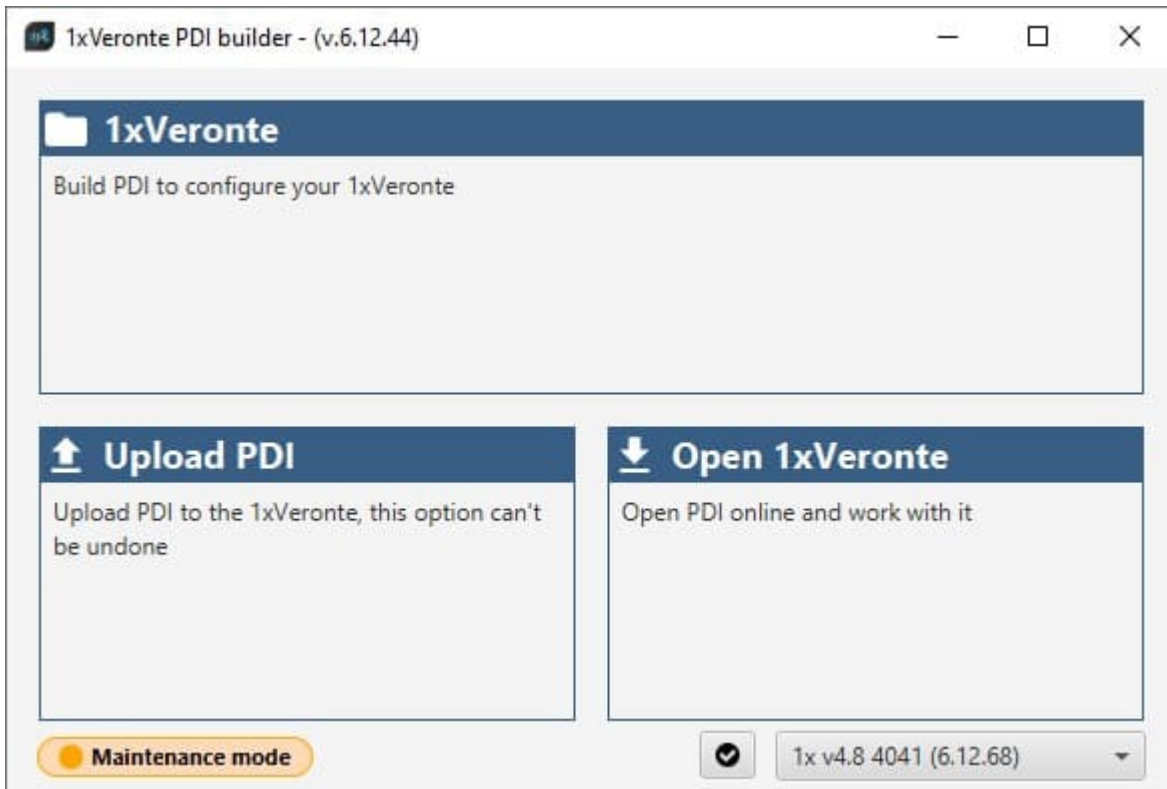 1xVeronte PDI builder - (v.6.12.44)
1xVeronte
Build PDI to configure your 1xVeronte
Upload PDI
Upload PDI to the 1xVeronte, this option can't
be undone
Open 1xVeronte
Open PDI online and work with it
Maintenance mode
1x v4.8 4041 (6.12.68)